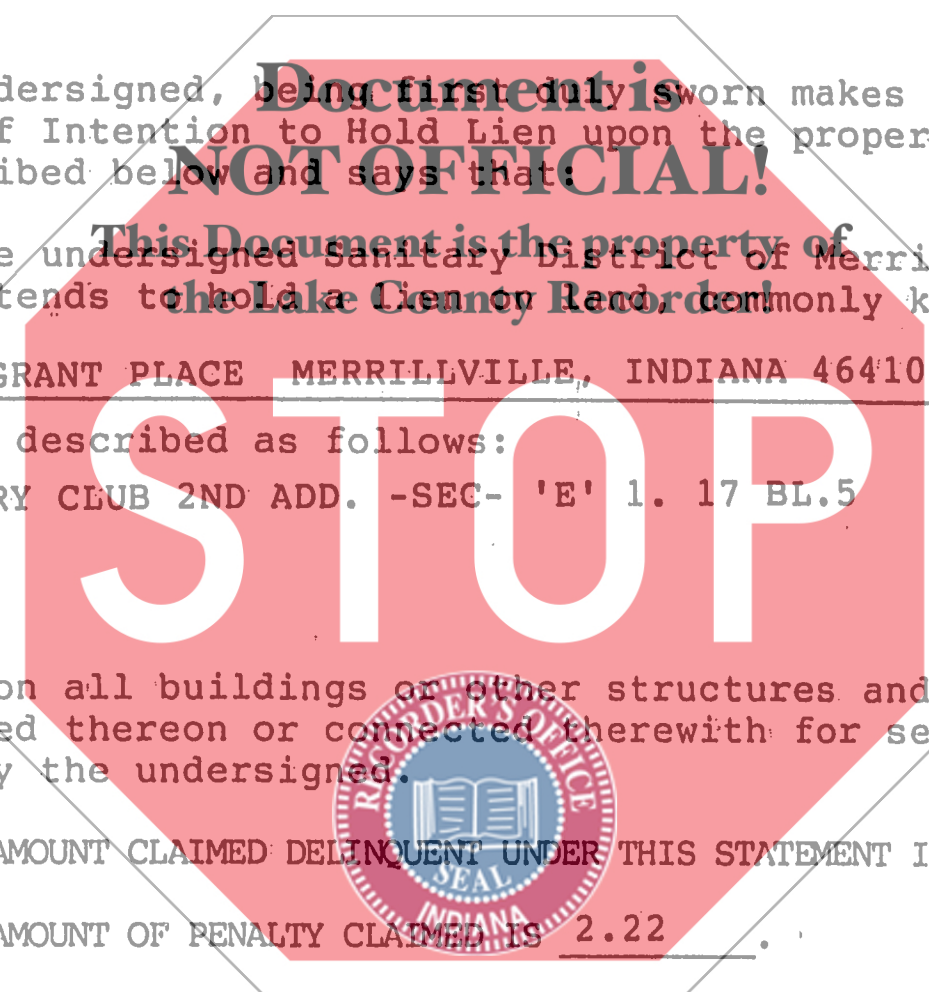 Document is
NOT OFFICIAL!
This Document is the property of
the Lake County Recorder!
STOP
dersigned, being first duly sworn makes
f Intention to Hold Lien upon the proper
ibed below and says that:
e undersigned Sanitary District of Merri
tends to hold a Lien on land, commonly k
GRANT PLACE MERRILLVILLE, INDIANA 46410
described as follows:
RY CLUB 2ND ADD. -SEC- 'E' 1. 17 BL.5
on all buildings or other structures and
ed thereon or connected therewith for se
y the undersigned.
AMOUNT CLAIMED DELINQUENT UNDER THIS STATEMENT I
AMOUNT OF PENALTY CLAIMED IS 2.22 .
RECORDER'S OFFICE
SEAL
INDIANA